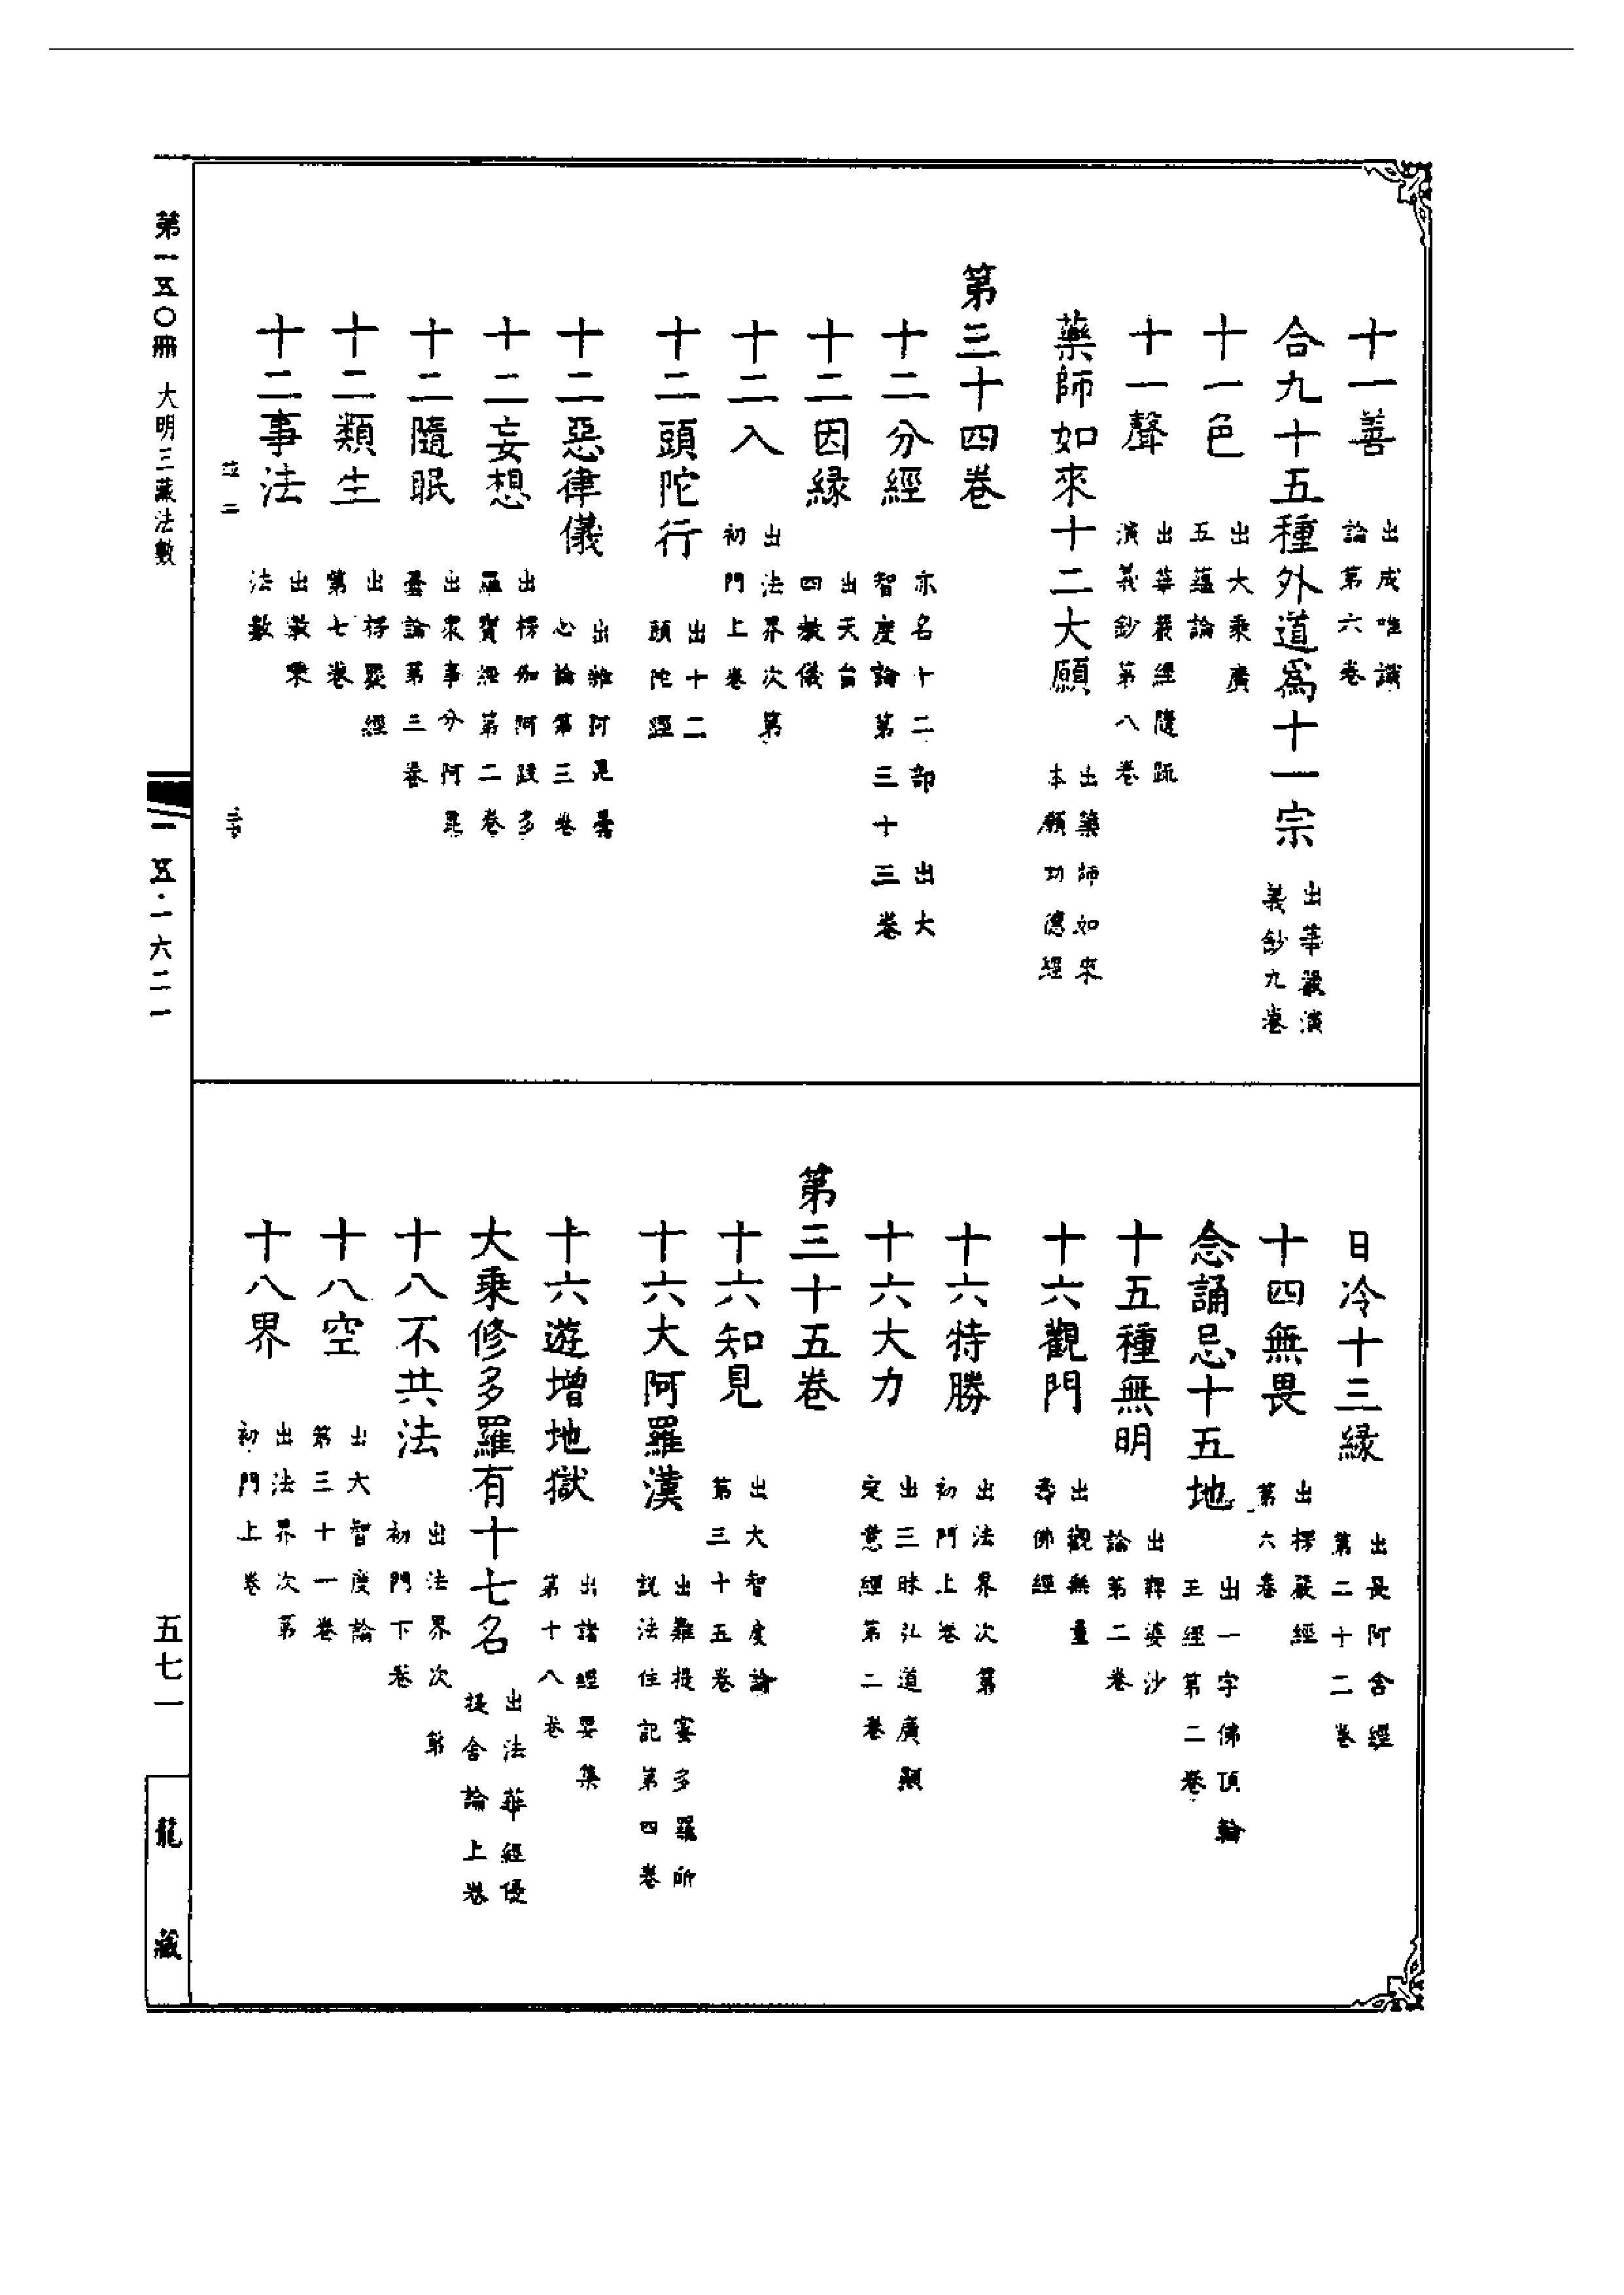 十一善 出成唯識論第六卷
合九十五種外道爲十一宗 出華嚴演義鈔九卷
十一色 出大乘廣五蘊論
十一聲 出華嚴經隨疏演義鈔第八卷
藥師如來十二大願 出藥師如來本願功德經
第三十四卷
十二分經 亦名十二部 出大智度論第三十三卷
十二因緣 出天台四教儀
十二入 出法界次第初門上卷
十二頭陀行 出十二頭陀經
十二惡律儀 出雜阿毘曇心論第三卷
十二妄想 出楞伽阿跋多羅寶經第二卷
十二隨眠 出衆事分阿毘曇論第三卷
十二類生 出楞嚴經第七卷
十二事法 出教乘法數
日冷十三緣 出長阿含經第二十二卷
十四無畏 出楞嚴經第六卷
念誦忌十五地 出一字佛頂輪王經第二卷
十五種無明 出釋婆沙論第二卷
十六觀門 出觀無量壽佛經
十六特勝 出法界次第初門上卷
十六大力 出三昧弘道廣顯定意經第二卷
第三十五卷
十六知見 出大智度論第三十五卷
十六大阿羅漢 出難提蜜多羅所說法住記第四卷
十六遊增地獄 出諸經要集第十八卷
大乘修多羅有十七名 出法華經優提舍論上卷
十八不共法 出法界次第初門下卷
十八空 出大智度論第三十一卷
十八界 出法界次第初門上卷
第一五〇冊 大明三藏法數
一一五·一六二一
五七一
龍藏